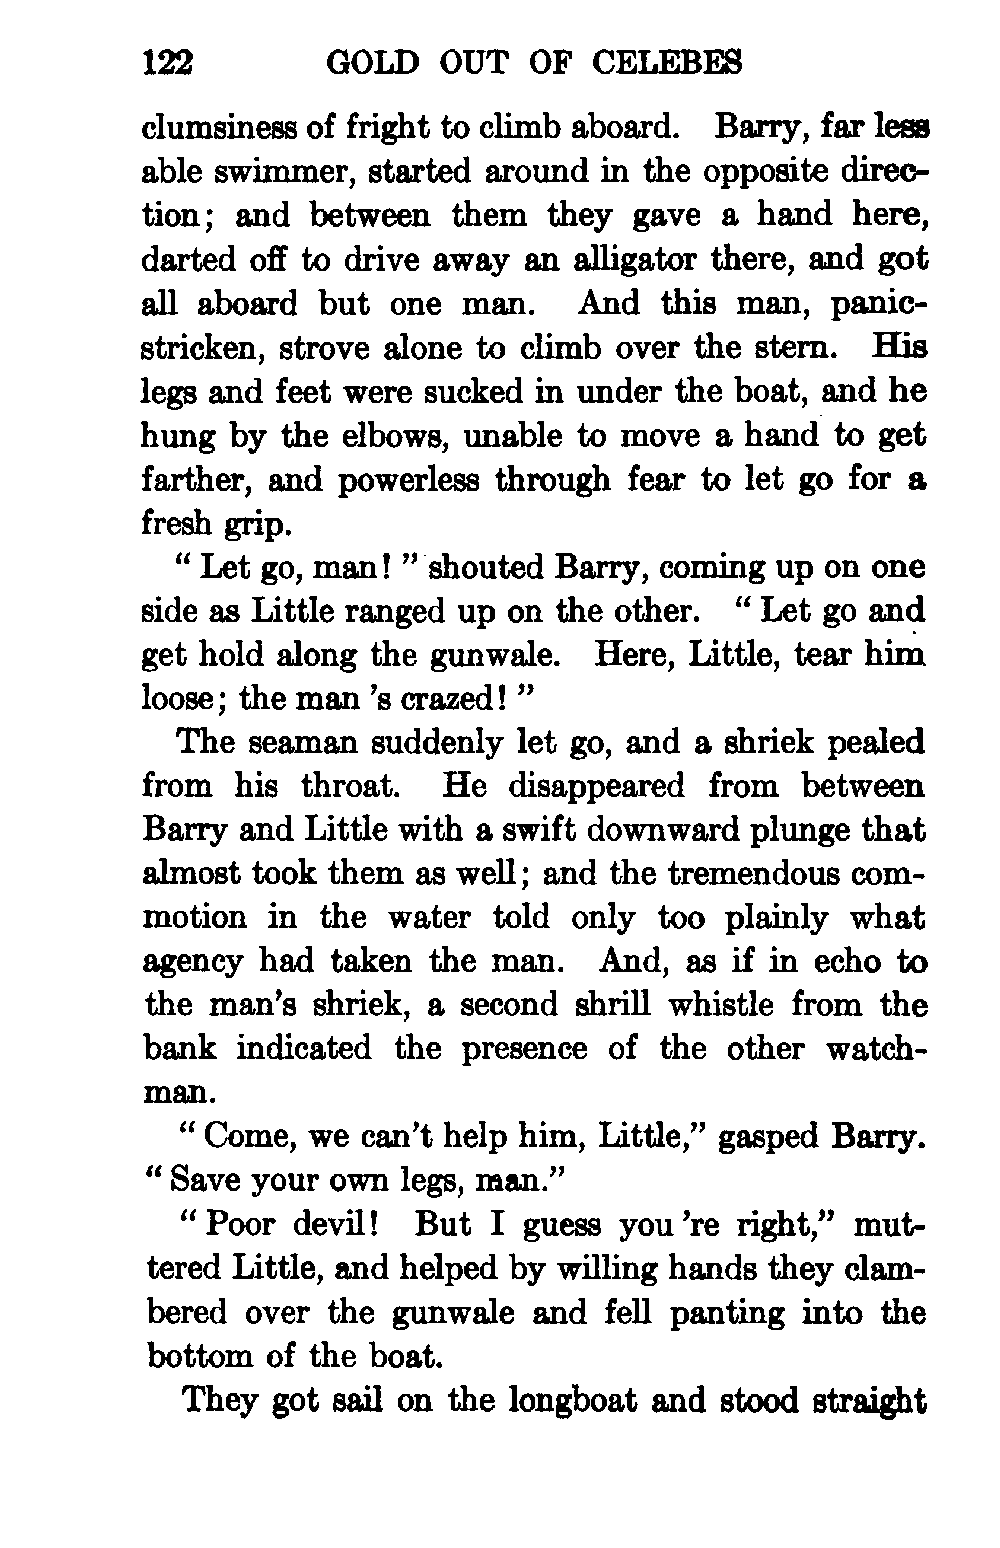 122 GOLD OUT OF CELEBES
clumsiness of fright to climb aboard. Barry, far less
able swimmer, started around in the opposite direc-
tion; and between them they gave a hand here,
darted off to drive away an alligator there, and got
all aboard but one man. And this man, panic-
stricken, strove alone to climb over the stern. His
legs and feet were sucked in under the boat, and he
hung by the elbows, unable to move a hand to get
farther, and powerless through fear to let go for a
fresh grip.
“ Let go, man! ” shouted Barry, coming up on one
side as Little ranged up on the other. “ Let go and
get hold along the gunwale. Here, Little, tear him
loose; the man ’s crazed! ”
The seaman suddenly let go, and a shriek pealed
from his throat. He disappeared from between
Barry and Little with a swift downward plunge that
almost took them as well; and the tremendous com-
motion in the water told only too plainly what
agency had taken the man. And, as if in echo to
the man’s shriek, a second shrill whistle from the
bank indicated the presence of the other watch-
man.
“ Come, we can’t help him, Little,” gasped Barry.
“ Save your own legs, man.”
“ Poor devil! But I guess you ’re right,” mut-
tered Little, and helped by willing hands they clam-
bered over the gunwale and fell panting into the
bottom of the boat.
They got sail on the longboat and stood straight